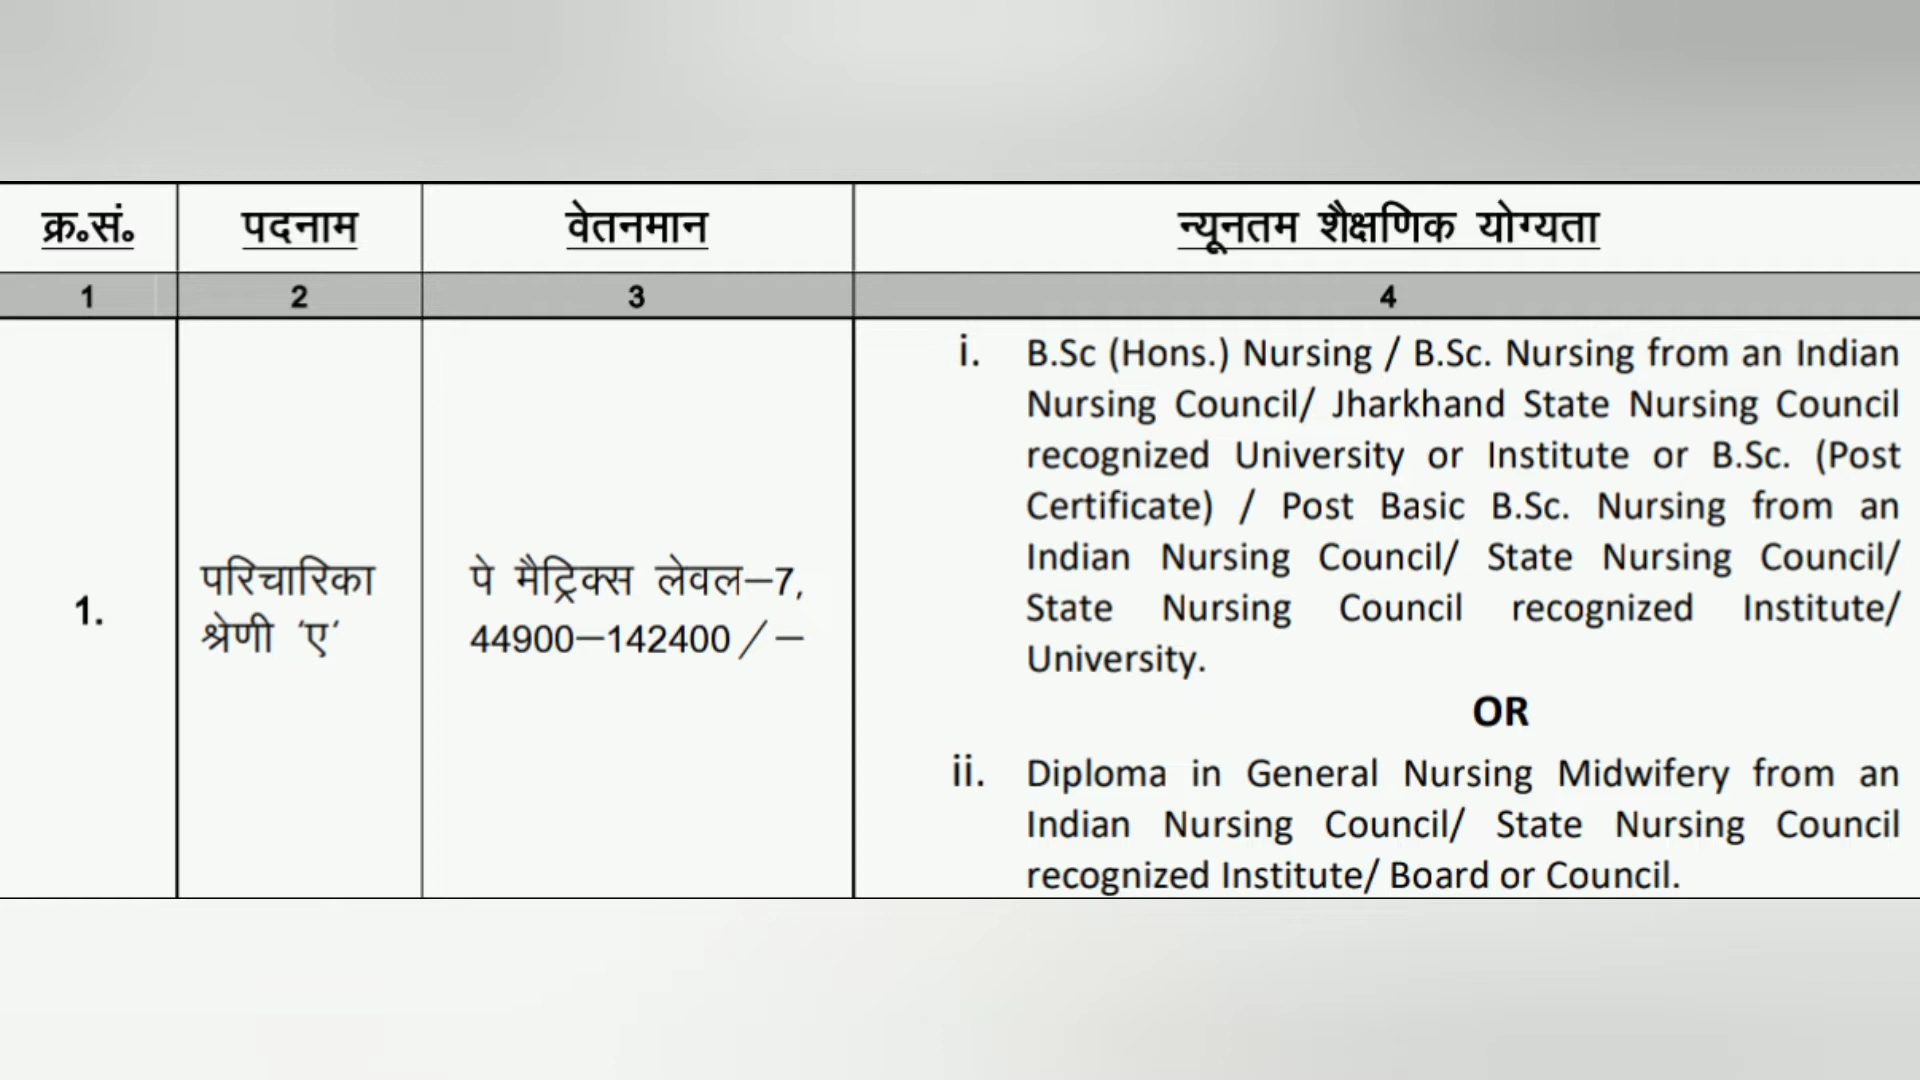 क्र॰सं॰ पदनाम वेतनमान न्यूनतम शैक्षणिक योग्यता
1 2 3 4
1.
परिचारिका
श्रेणी ‘ए’
पे मैट्रिक्स लेवल–7,
44900–142400/–
i. B.Sc (Hons.) Nursing / B.Sc. Nursing from an Indian
Nursing Council/ Jharkhand State Nursing Council
recognized University or Institute or B.Sc. (Post
Certificate) / Post Basic B.Sc. Nursing from an
Indian Nursing Council/ State Nursing Council/
State Nursing Council recognized Institute/
University.
OR
ii. Diploma in General Nursing Midwifery from an
Indian Nursing Council/ State Nursing Council
recognized Institute/ Board or Council.